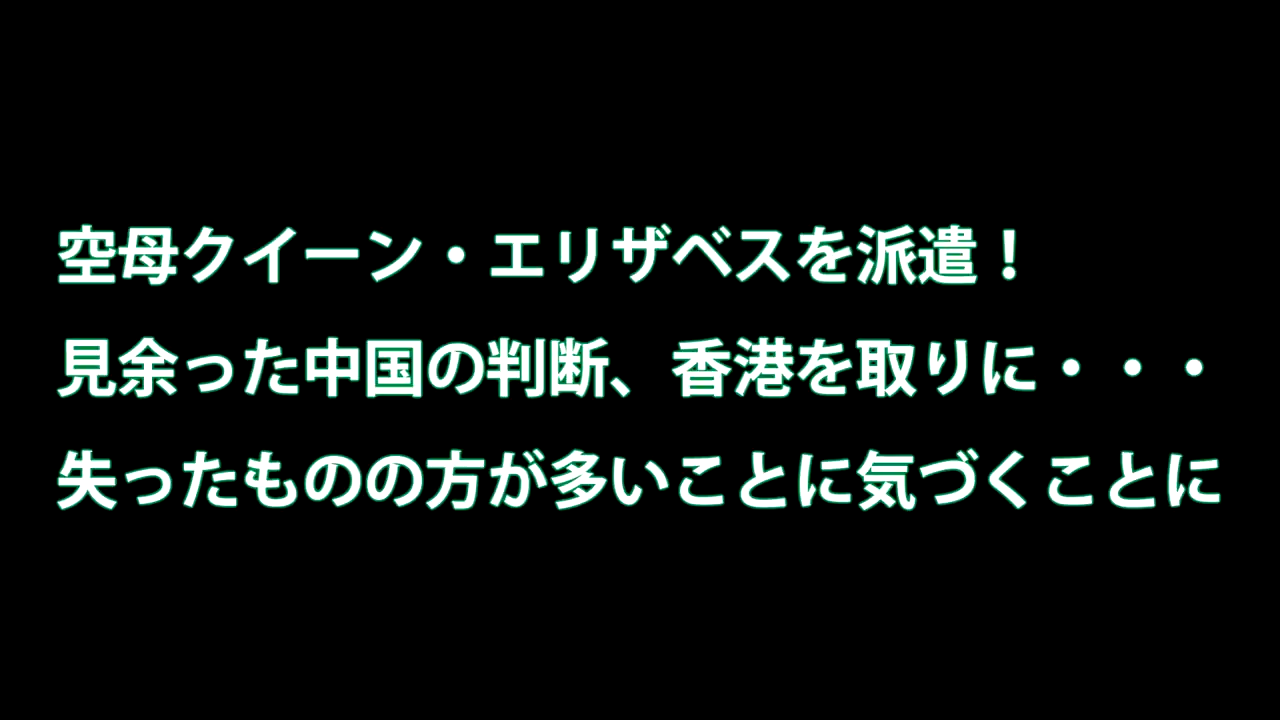 空母クイーン・エリザベスを派遣！
見余った中国の判断、香港を取りに・・・
失ったものの方が多いことに気づくことに